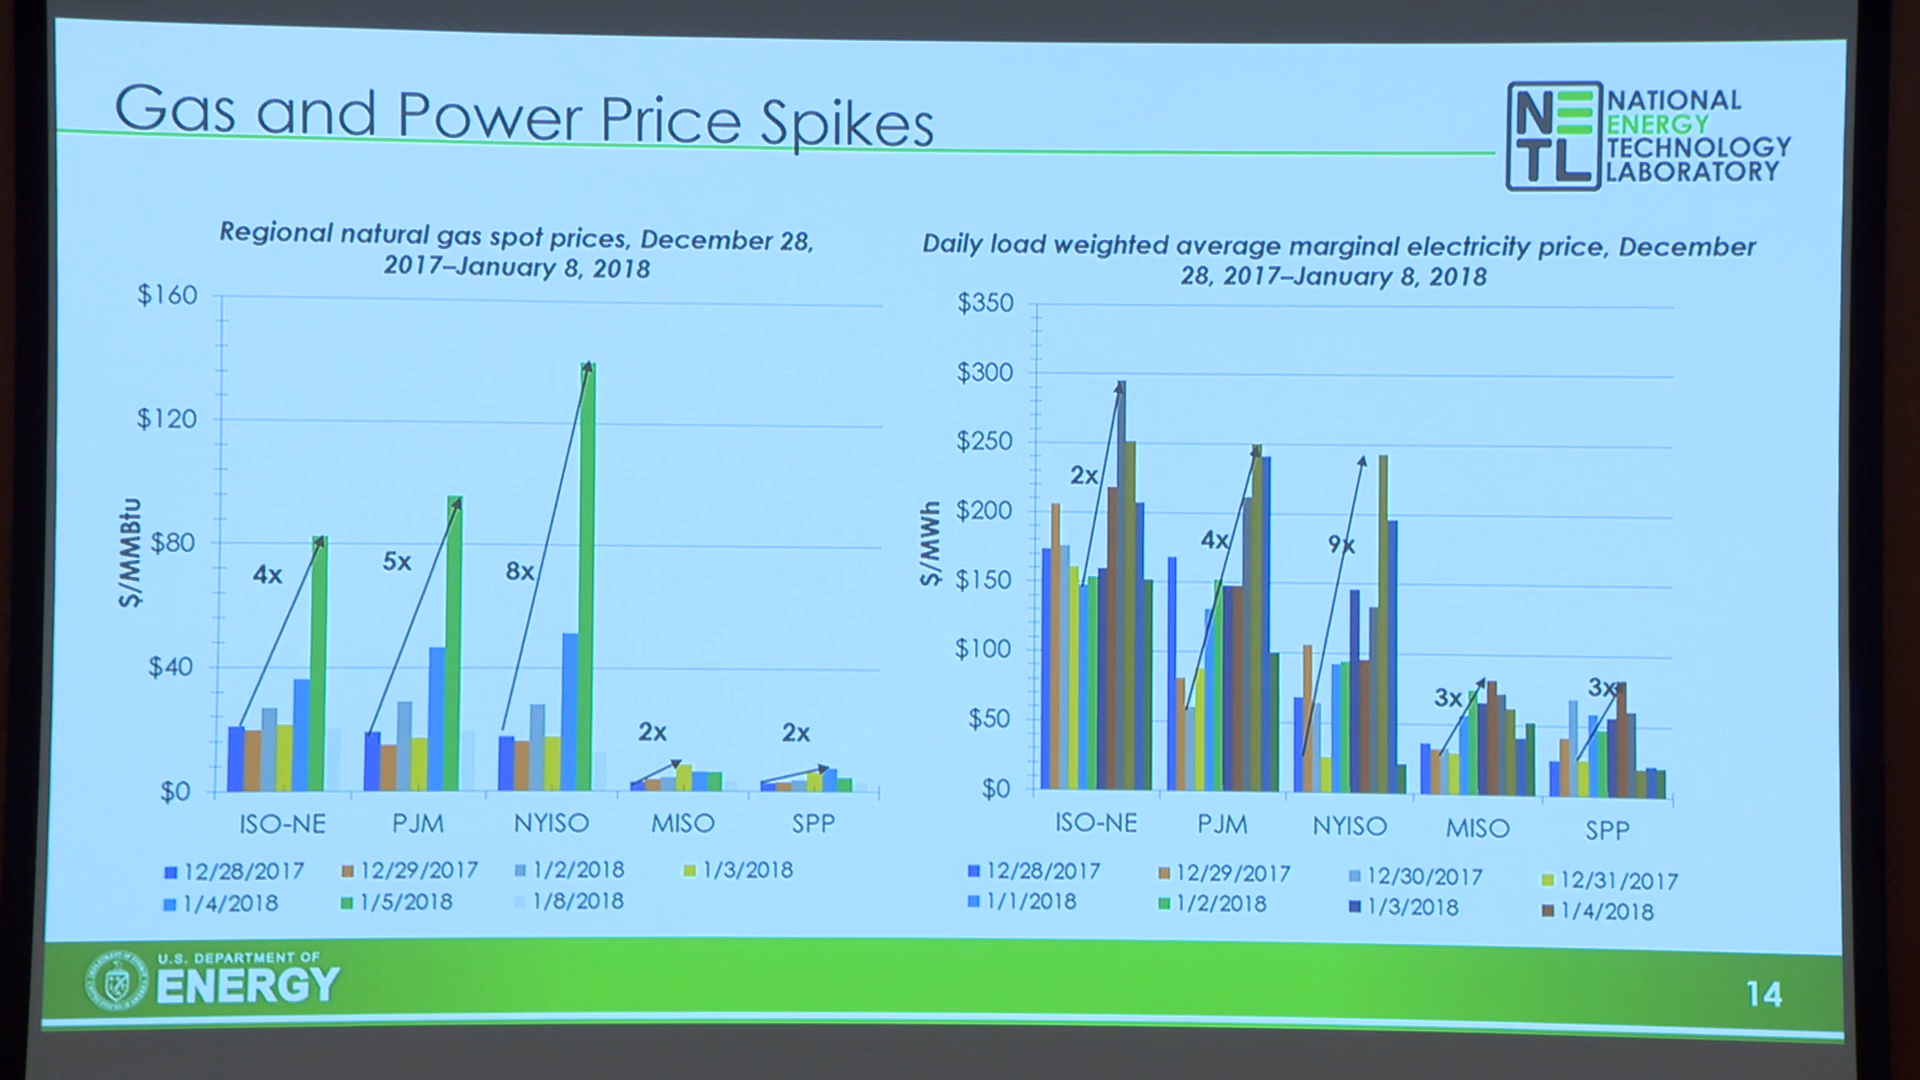 Gas and Power Price Spikes
NATIONAL
ENERGY
TECHNOLOGY
LABORATORY
NE
TL
Regional natural gas spot prices, December 28,
2017–January 8, 2018
$160
$120
$80
$40
$0
$/MMBtu
4x
5x
8x
2x
2x
ISO-NE
PJM
NYISO
MISO
SPP
12/28/2017
12/29/2017
1/2/2018
1/3/2018
1/4/2018
1/5/2018
1/8/2018
Daily load weighted average marginal electricity price, December
28, 2017–January 8, 2018
$350
$300
$250
$200
$150
$100
$50
$0
$/MWh
2x
4x
9x
3x
3x
ISO-NE
PJM
NYISO
MISO
SPP
12/28/2017
12/29/2017
12/30/2017
12/31/2017
1/1/2018
1/2/2018
1/3/2018
1/4/2018
U.S. DEPARTMENT OF
ENERGY
14